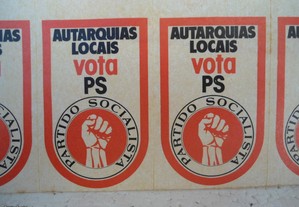 AUTARQUIAS
LOCAIS
vota
PS
PARTIDO SOCIALISTA
AUTARQUIAS
LOCAIS
vota
PS
PARTIDO SOCIALISTA